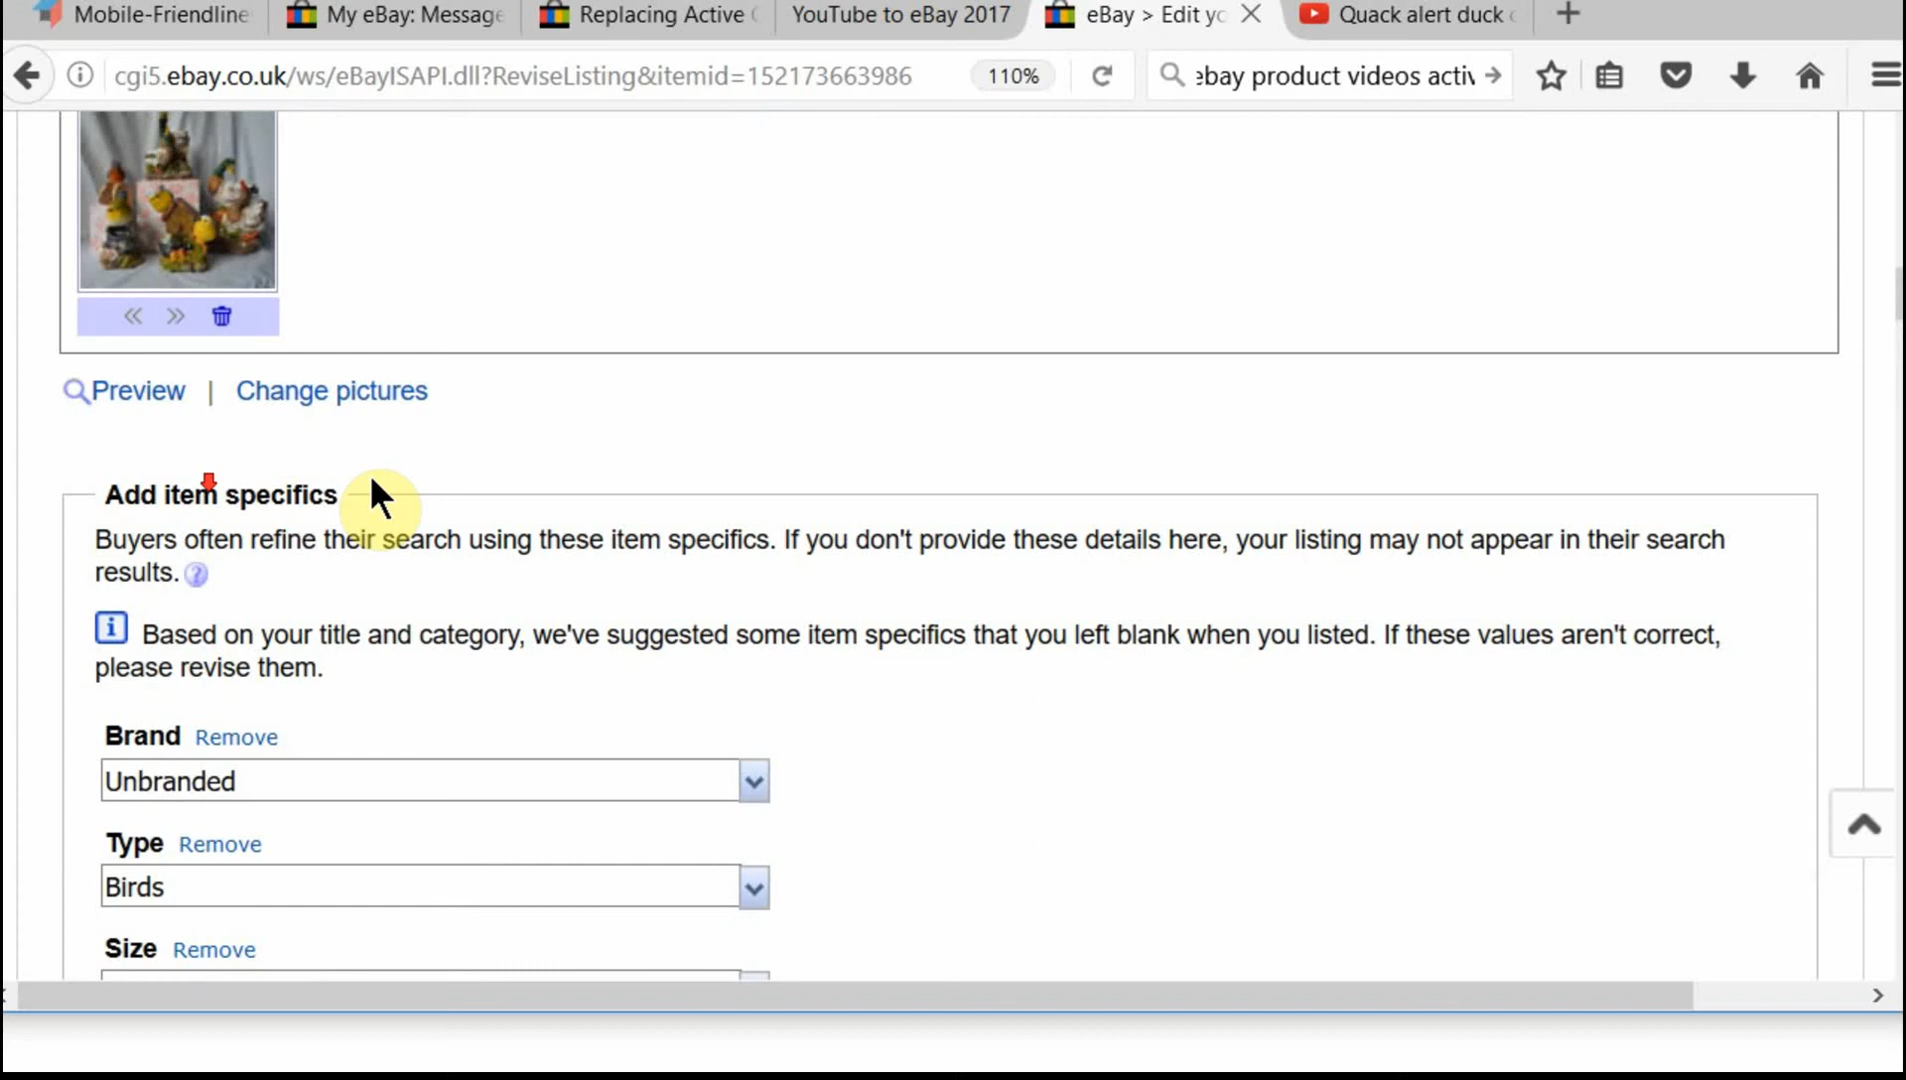 Mobile-Friendline
My eBay: Message
Replacing Active
YouTube to eBay 2017
eBay > Edit yo
Quack alert duck
cgi5.ebay.co.uk/ws/eBayISAPI.dll?ReviseListing&itemid=152173663986
110%
ebay product videos activ
Preview | Change pictures
Add item specifics
Buyers often refine their search using these item specifics. If you don't provide these details here, your listing may not appear in their search
results.
Based on your title and category, we've suggested some item specifics that you left blank when you listed. If these values aren't correct,
please revise them.
Brand Remove
Unbranded
Type Remove
Birds
Size Remove